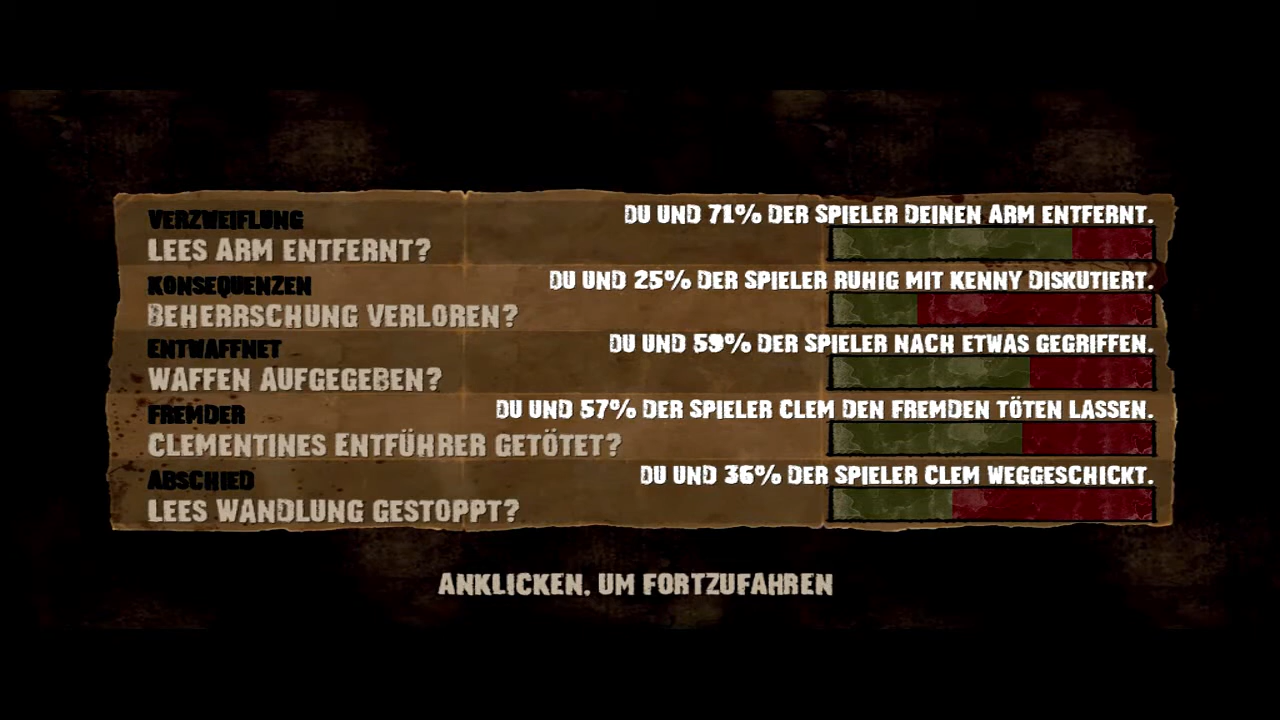 VERZWEIFLUNG
DU UND 71% DER SPIELER DEINEN ARM ENTFERNT.
LEES ARM ENTFERNT?
KONSEQUENZEN
DU UND 25% DER SPIELER RUHIG MIT KENNY DISKUTIERT.
BEHERRSCHUNG VERLOREN?
ENTWAFFNET
DU UND 59% DER SPIELER NACH ETWAS GEGRIFFEN.
WAFFEN AUFGEGEBEN?
FREMDER
DU UND 57% DER SPIELER CLEM DEN FREMDEN TÖTEN LASSEN.
CLEMENTINES ENTFÜHRER GETÖTET?
ABSCHIED
DU UND 36% DER SPIELER CLEM WEGGESCHICKT.
LEES WANDLUNG GESTOPPT?
ANKLICKEN, UM FORTZUFAHREN